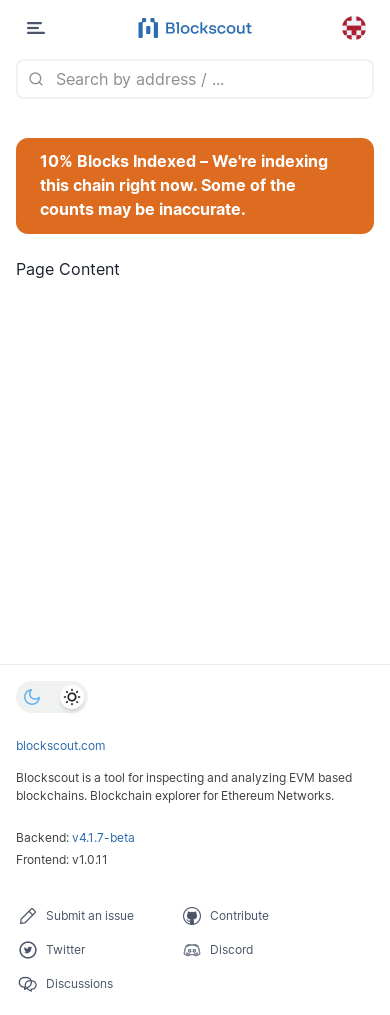 Blockscout
Search by address / ...
10% Blocks Indexed – We're indexing
this chain right now. Some of the
counts may be inaccurate.
Page Content
blockscout.com
Blockscout is a tool for inspecting and analyzing EVM based
blockchains. Blockchain explorer for Ethereum Networks.
Backend: v4.1.7-beta
Frontend: v1.0.11
Submit an issue
Contribute
Twitter
Discord
Discussions